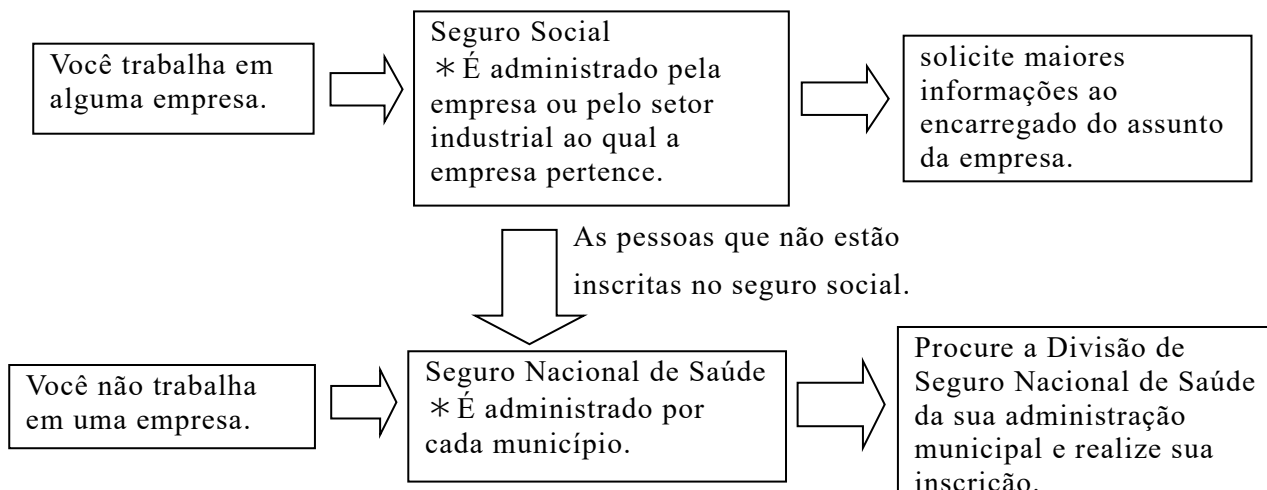 Você trabalha em
alguma empresa.
Seguro Social
＊É administrado pela
empresa ou pelo setor
industrial ao qual a
empresa pertence.
solicite maiores
informações ao
encarregado do assunto
da empresa.
As pessoas que não estão
inscritas no seguro social.
Você não trabalha
em uma empresa.
Seguro Nacional de Saúde
＊É administrado por
cada município.
Procure a Divisão de
Seguro Nacional de Saúde
da sua administração
municipal e realize sua
inscrição.